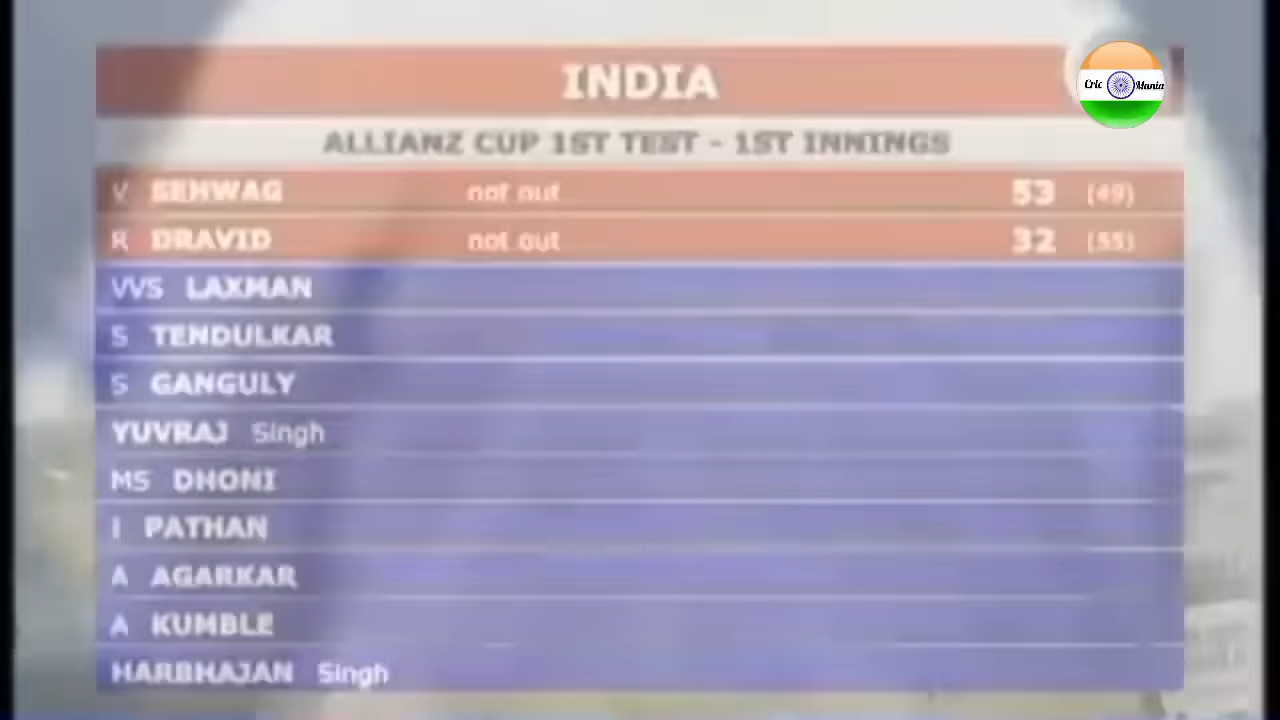 INDIA
Cric Mania
ALLIANZ CUP 1ST TEST - 1ST INNINGS
V SEHWAG not out 53 (49)
R DRAVID not out 32 (55)
VVS LAXMAN
S TENDULKAR
S GANGULY
YUVRAJ Singh
MS DHONI
I PATHAN
A AGARKAR
A KUMBLE
HARBHAJAN Singh